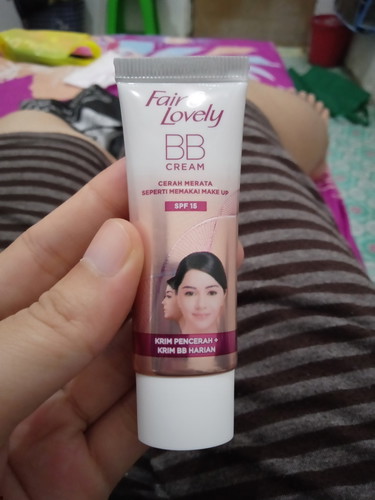 Fair
Lovely
BB
CREAM
CERAH MERATA
SEPERTI MEMAKAI MAKE UP
SPF 15
KRIM PENCERAH +
KRIM BB HARIAN